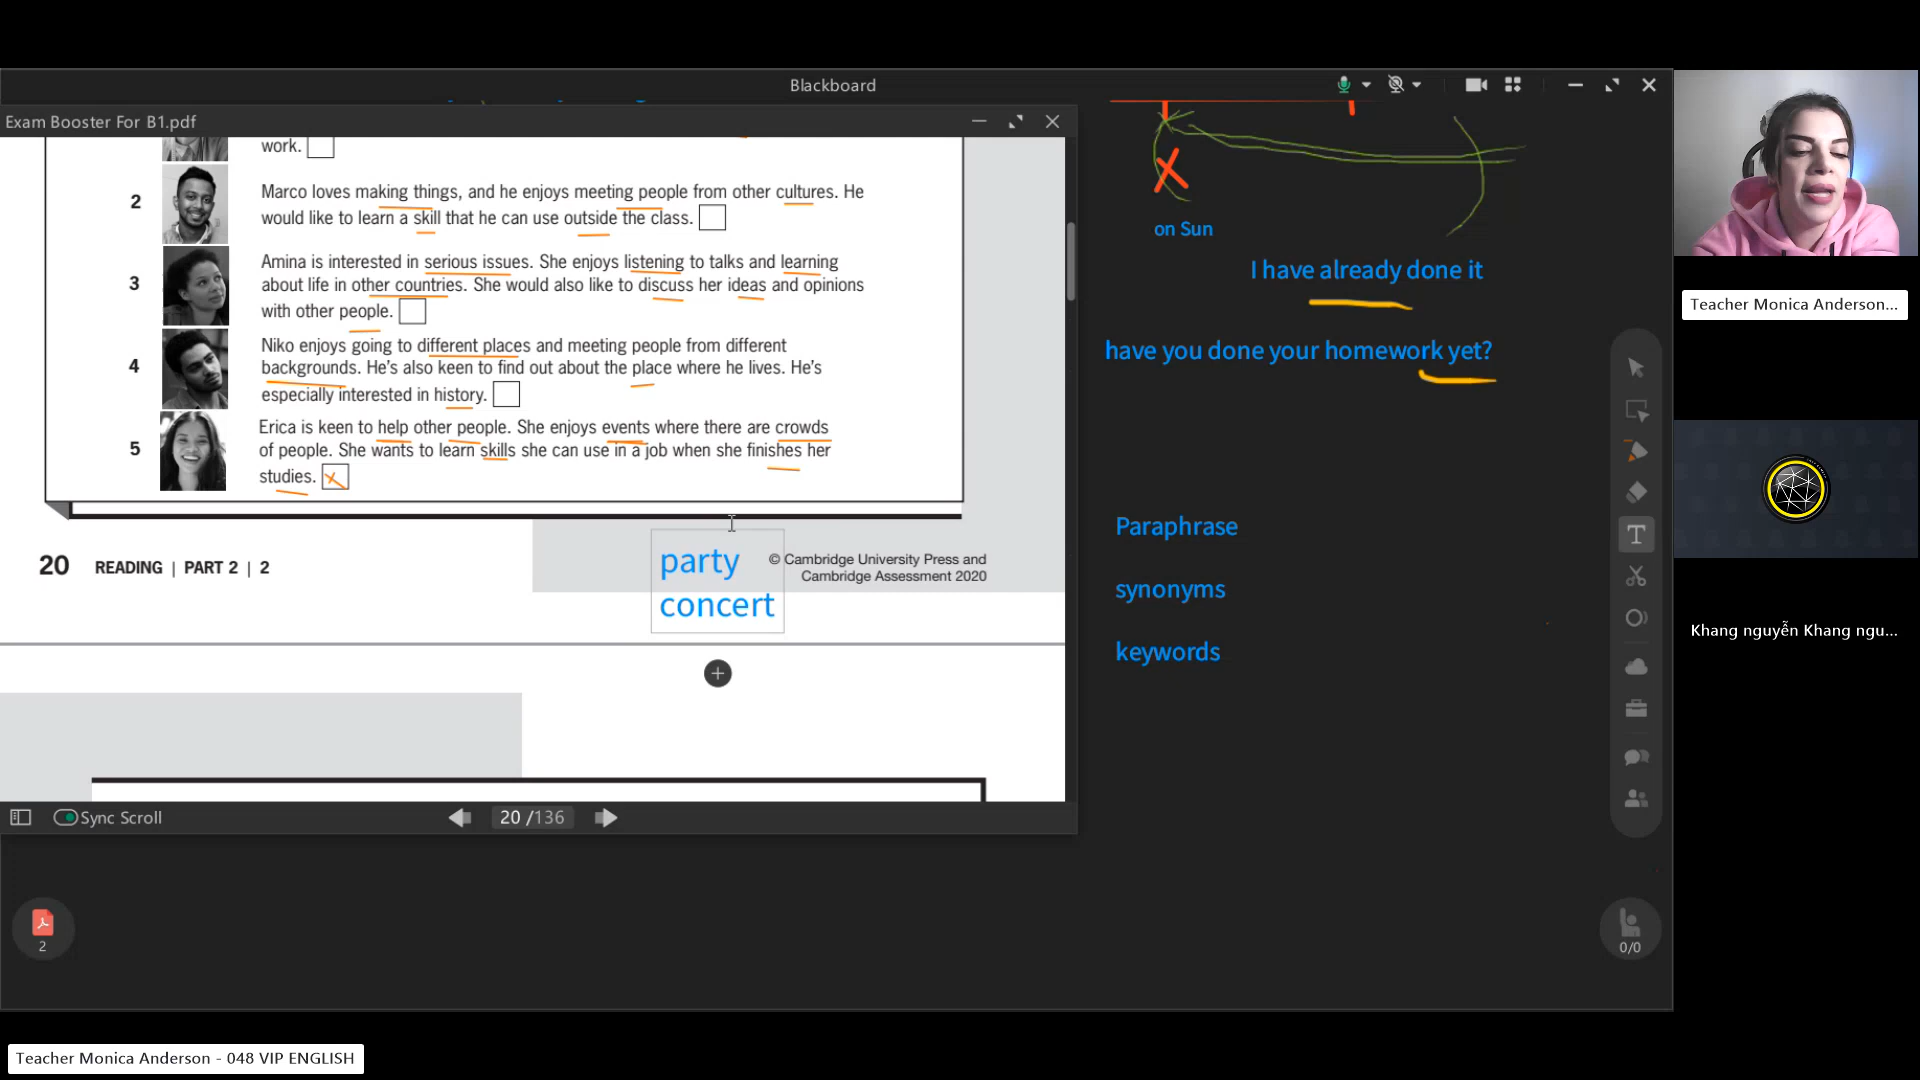 Blackboard
Exam Booster For B1.pdf
work.
2
Marco loves making things, and he enjoys meeting people from other cultures. He
would like to learn a skill that he can use outside the class.
3
Amina is interested in serious issues. She enjoys listening to talks and learning
about life in other countries. She would also like to discuss her ideas and opinions
with other people.
4
Niko enjoys going to different places and meeting people from different
backgrounds. He's also keen to find out about the place where he lives. He's
especially interested in history.
5
Erica is keen to help other people. She enjoys events where there are crowds
of people. She wants to learn skills she can use in a job when she finishes her
studies.
20 READING | PART 2 | 2
© Cambridge University Press and
Cambridge Assessment 2020
party
concert
Sync Scroll
20 /136
2
X
on Sun
I have already done it
have you done your homework yet?
Paraphrase
synonyms
keywords
T
0/0
Teacher Monica Anderson...
Khang nguyễn Khang ngu...
Teacher Monica Anderson - 048 VIP ENGLISH